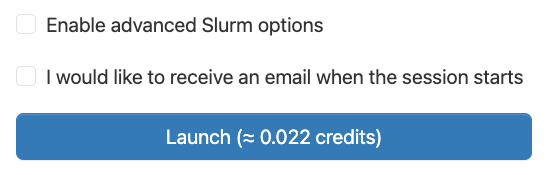 Enable advanced Slurm options
I would like to receive an email when the session starts
Launch (≈ 0.022 credits)